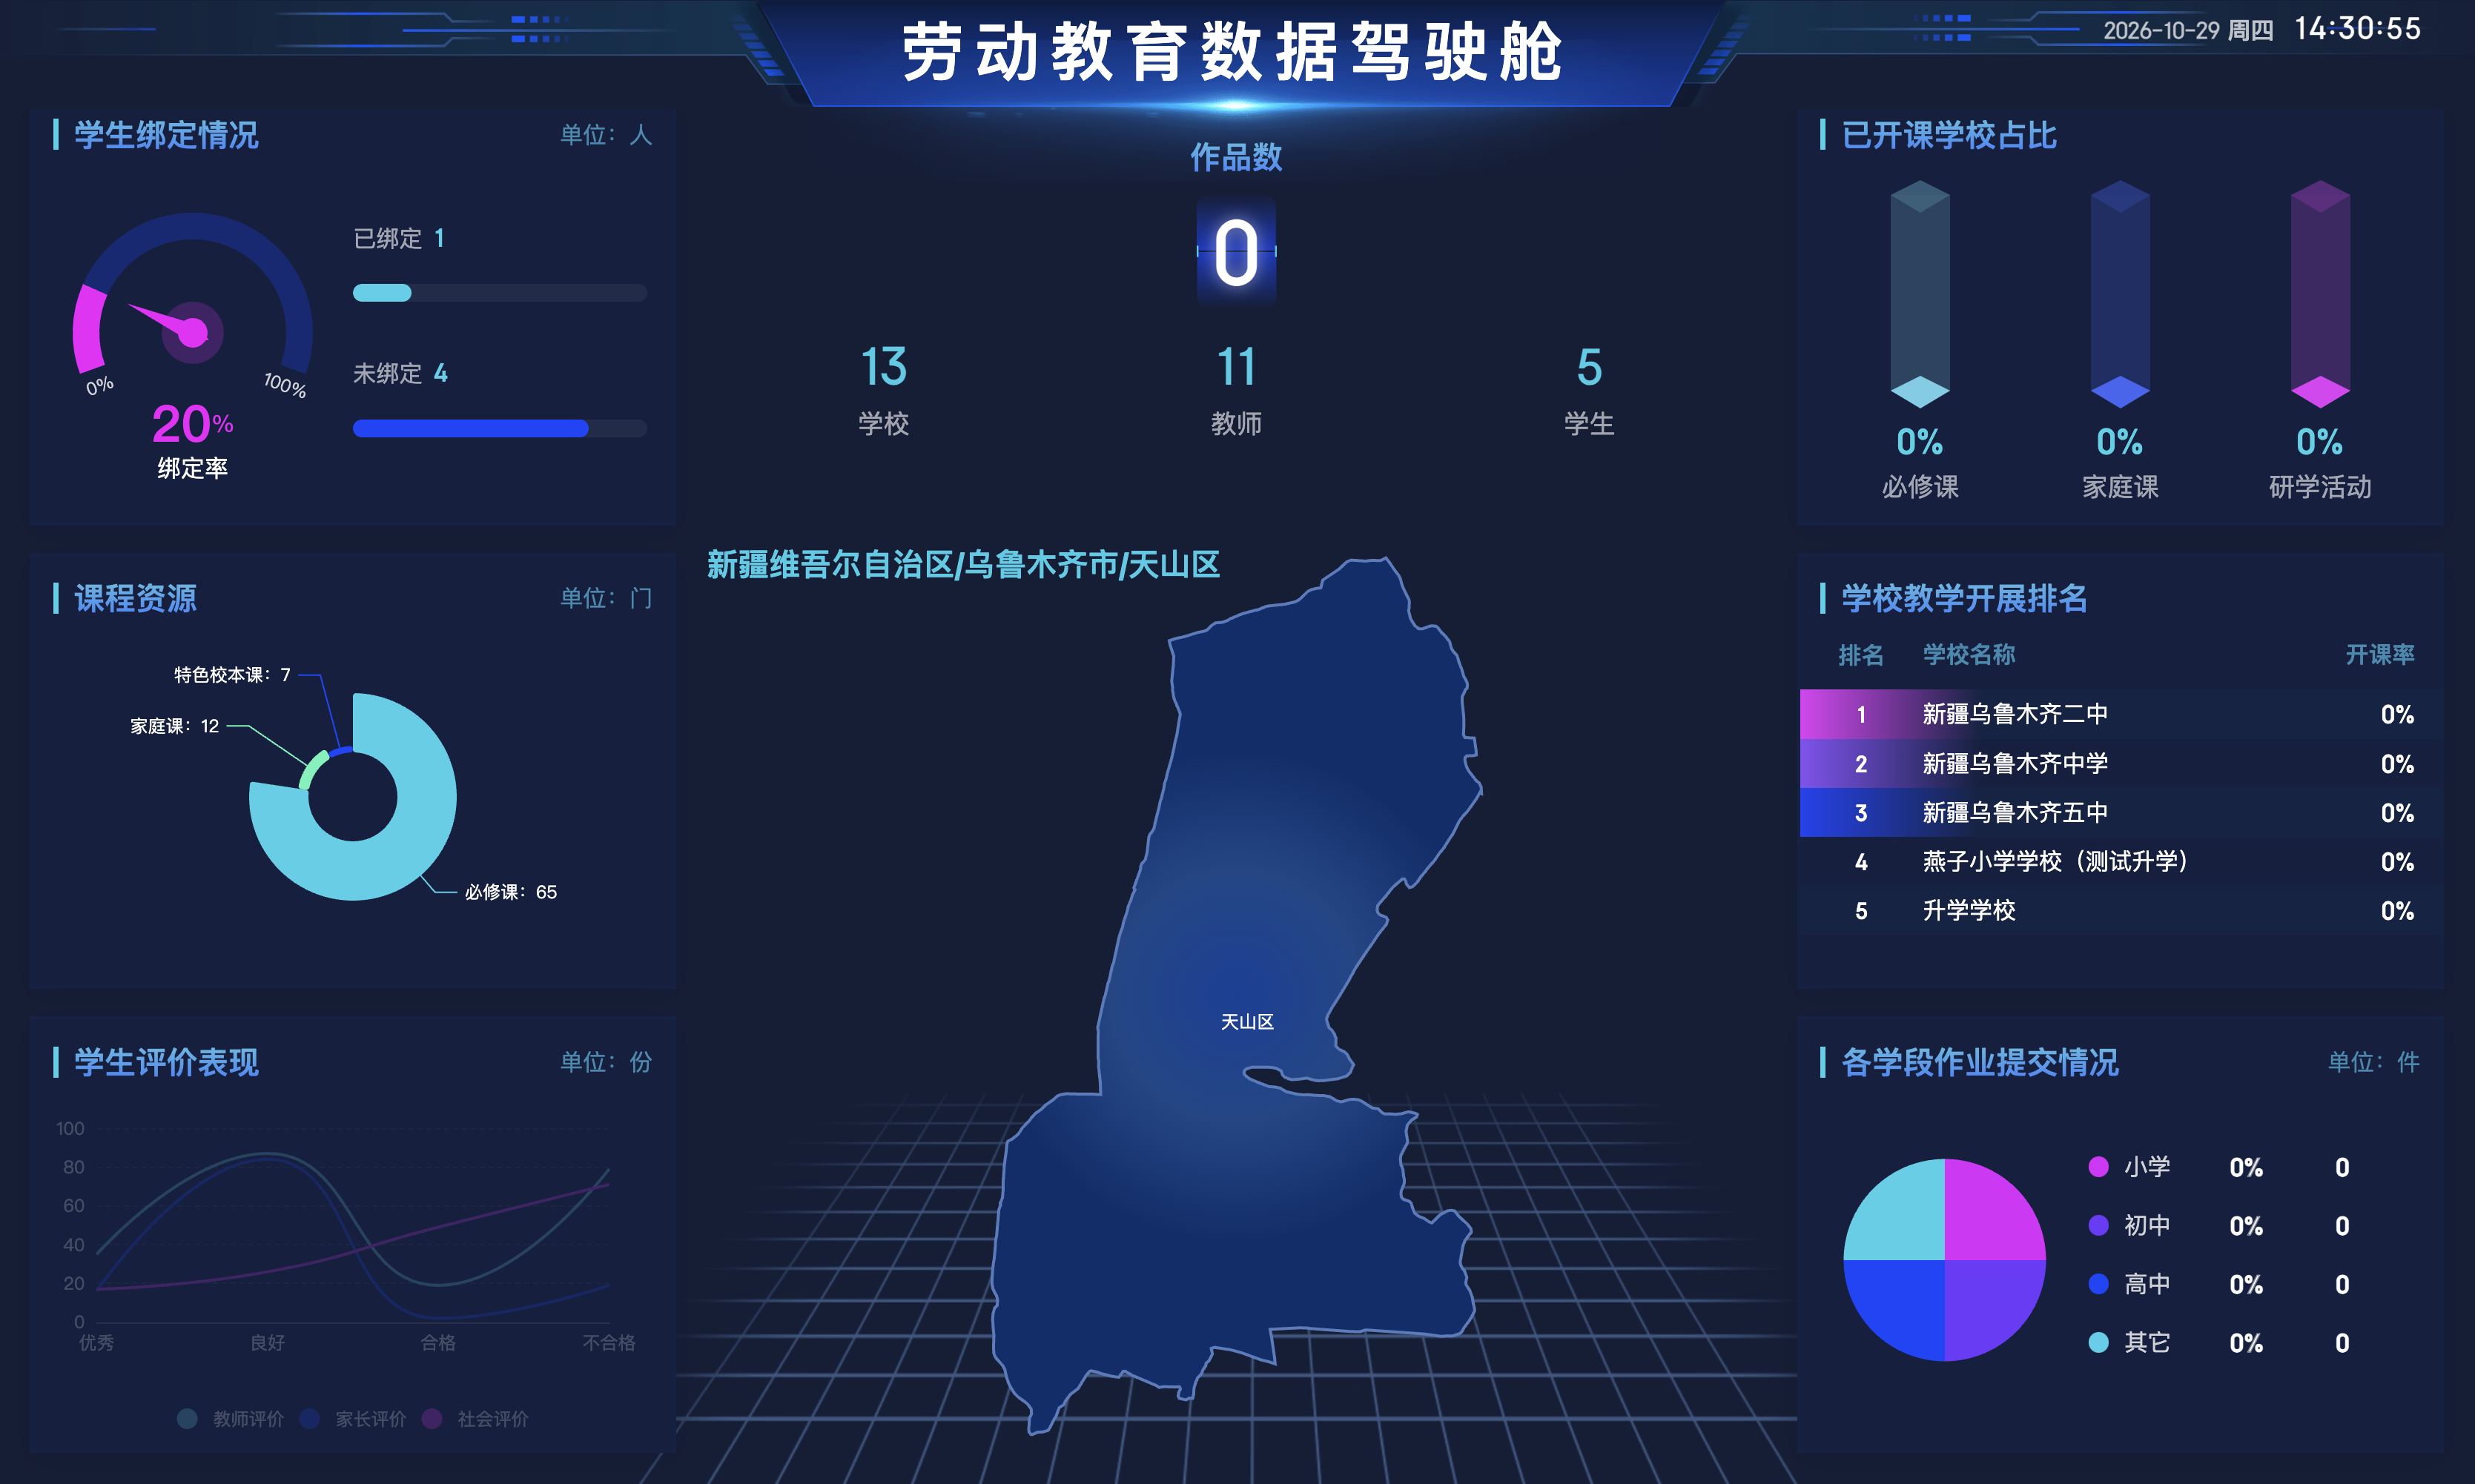 劳动教育数据驾驶舱
2026-10-29 周四 14:30:55
学生绑定情况
单位：人
0%
100%
20%
绑定率
已绑定 1
未绑定 4
课程资源
单位：门
特色校本课：7
家庭课：12
必修课：65
学生评价表现
单位：份
100
80
60
40
20
0
优秀
良好
合格
不合格
教师评价
家长评价
社会评价
作品数
0
13
学校
11
教师
5
学生
新疆维吾尔自治区/乌鲁木齐市/天山区
天山区
已开课学校占比
0%
必修课
0%
家庭课
0%
研学活动
学校教学开展排名
排名 学校名称 开课率
1 新疆乌鲁木齐二中 0%
2 新疆乌鲁木齐中学 0%
3 新疆乌鲁木齐五中 0%
4 燕子小学学校（测试升学） 0%
5 升学学校 0%
各学段作业提交情况
单位：件
小学 0% 0
初中 0% 0
高中 0% 0
其它 0% 0